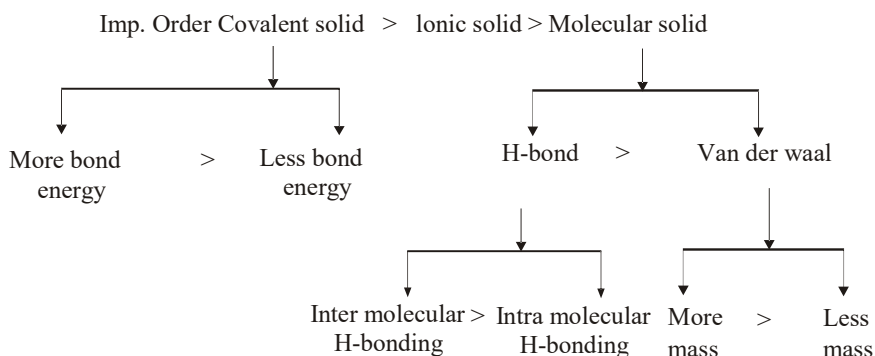 Imp. Order Covalent solid > lonic solid > Molecular solid
More bond energy > Less bond energy
H-bond > Van der waal
Inter molecular H-bonding > Intra molecular H-bonding
More mass > Less mass